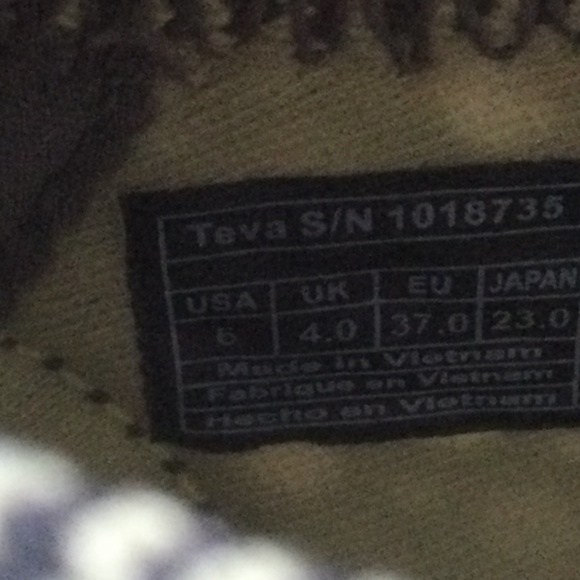 Teva S/N 1018735
USA UK EU JAPAN
6 4.0 37.0 23.0
Made in Vietnam
Fabrique en Vietnam
Hecho en Vietnam